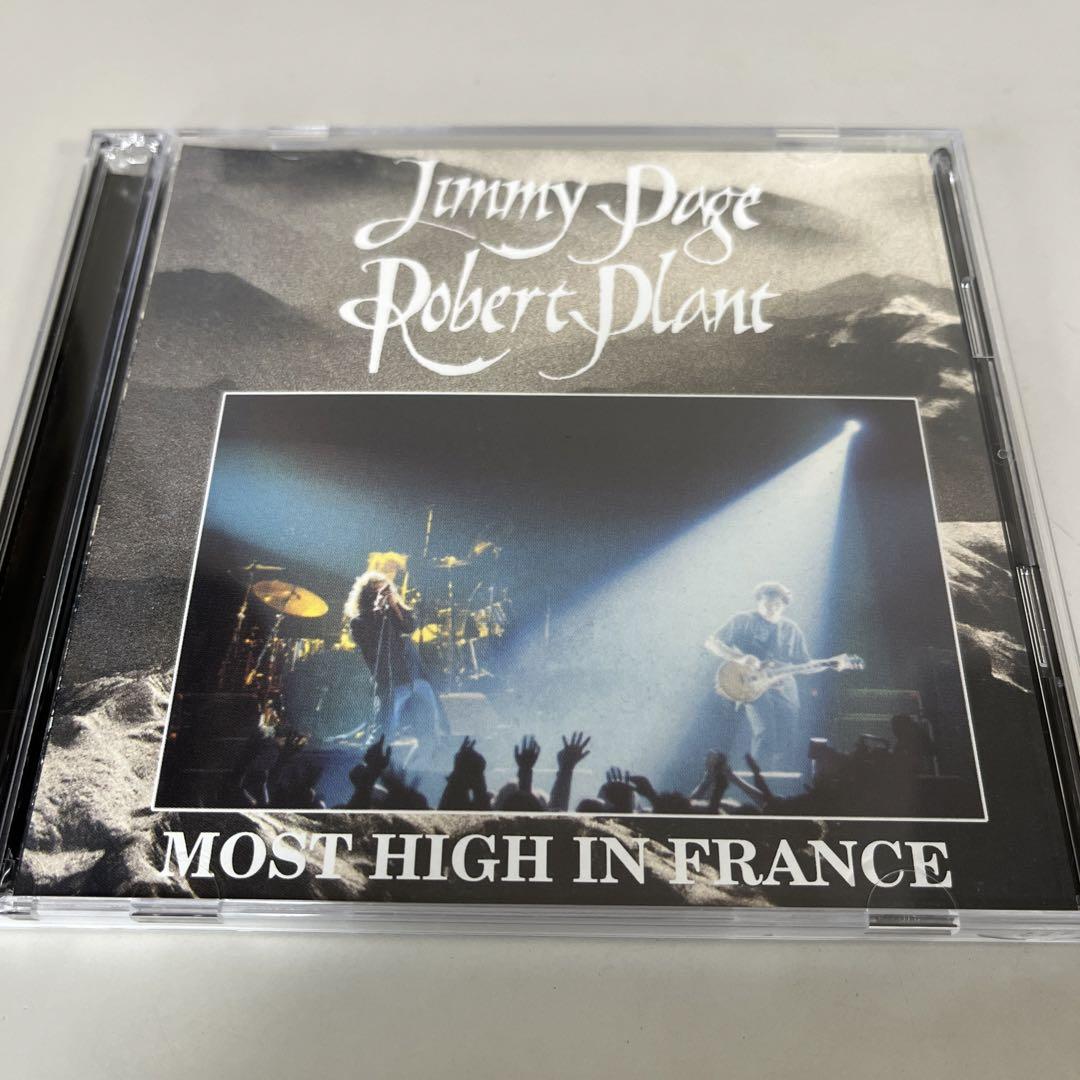 Jimmy Page
Robert Plant
MOST HIGH IN FRANCE